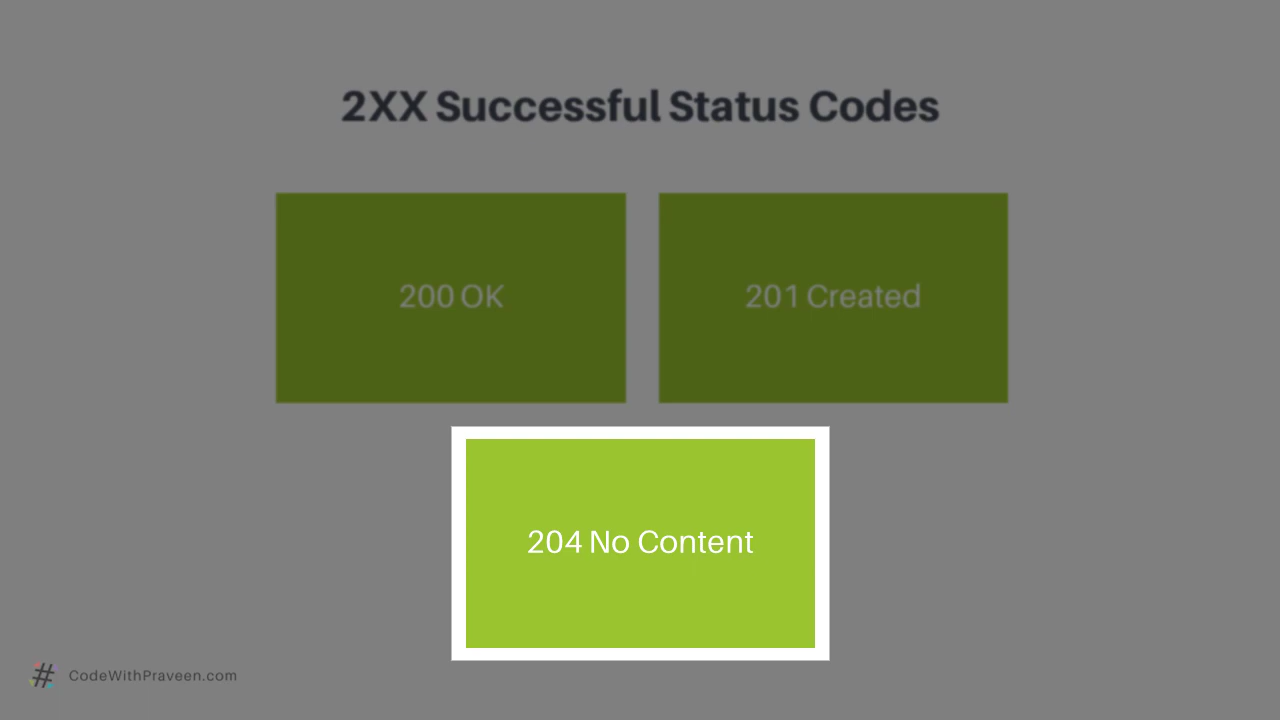 2XX Successful Status Codes
200 OK
201 Created
204 No Content
# CodeWithPraveen.com